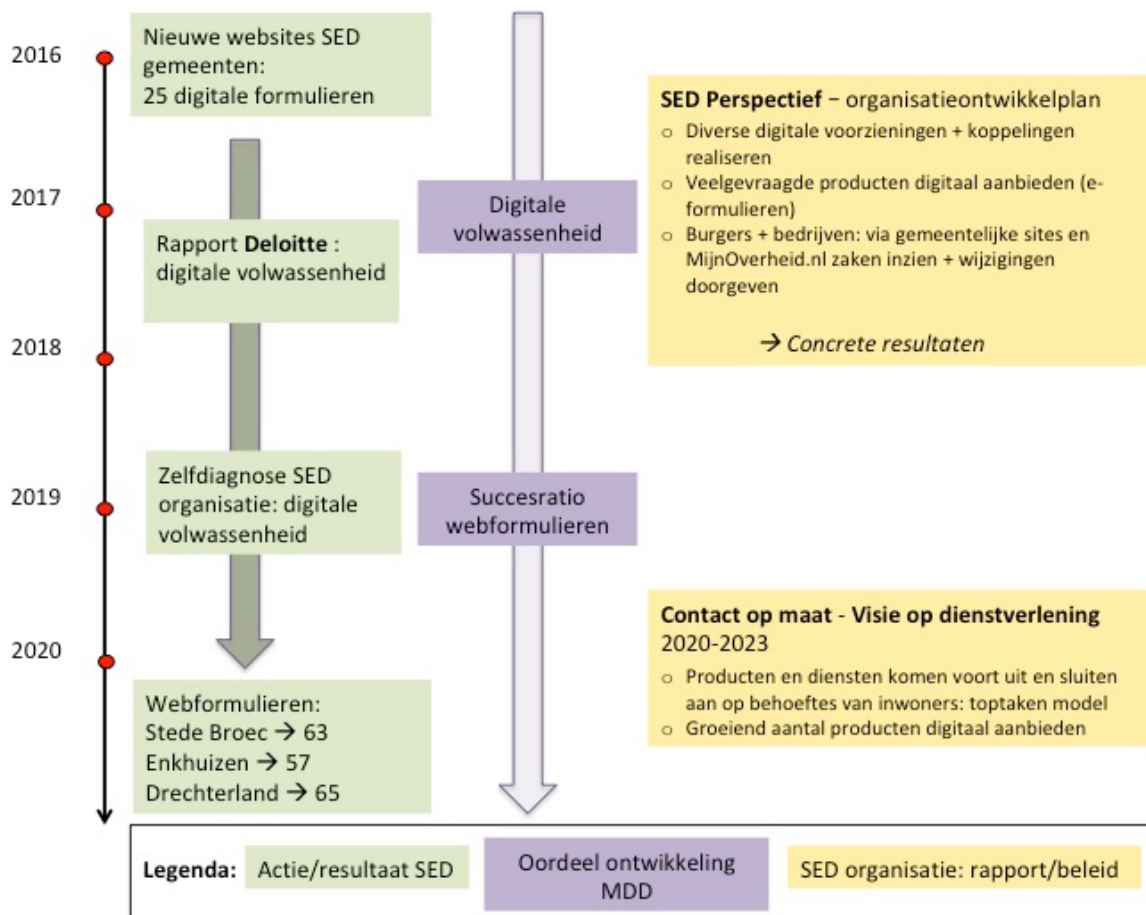 2016
2017
2018
2019
2020
Nieuwe websites SED
gemeenten:
25 digitale formulieren
Rapport Deloitte :
digitale volwassenheid
Zelfdiagnose SED
organisatie: digitale
volwassenheid
Webformulieren:
Stede Broec → 63
Enkhuizen → 57
Drechterland → 65
Digitale
volwassenheid
Succesratio
webformulieren
SED Perspectief – organisatieontwikkelplan
o Diverse digitale voorzieningen + koppelingen
realiseren
o Veelgevraagde producten digitaal aanbieden (e-
formulieren)
o Burgers + bedrijven: via gemeentelijke sites en
MijnOverheid.nl zaken inzien + wijzigingen
doorgeven
→ Concrete resultaten
Contact op maat - Visie op dienstverlening
2020-2023
o Producten en diensten komen voort uit en sluiten
aan op behoeftes van inwoners: toptaken model
o Groeiend aantal producten digitaal aanbieden
Legenda:
Actie/resultaat SED
Oordeel ontwikkeling
MDD
SED organisatie: rapport/beleid